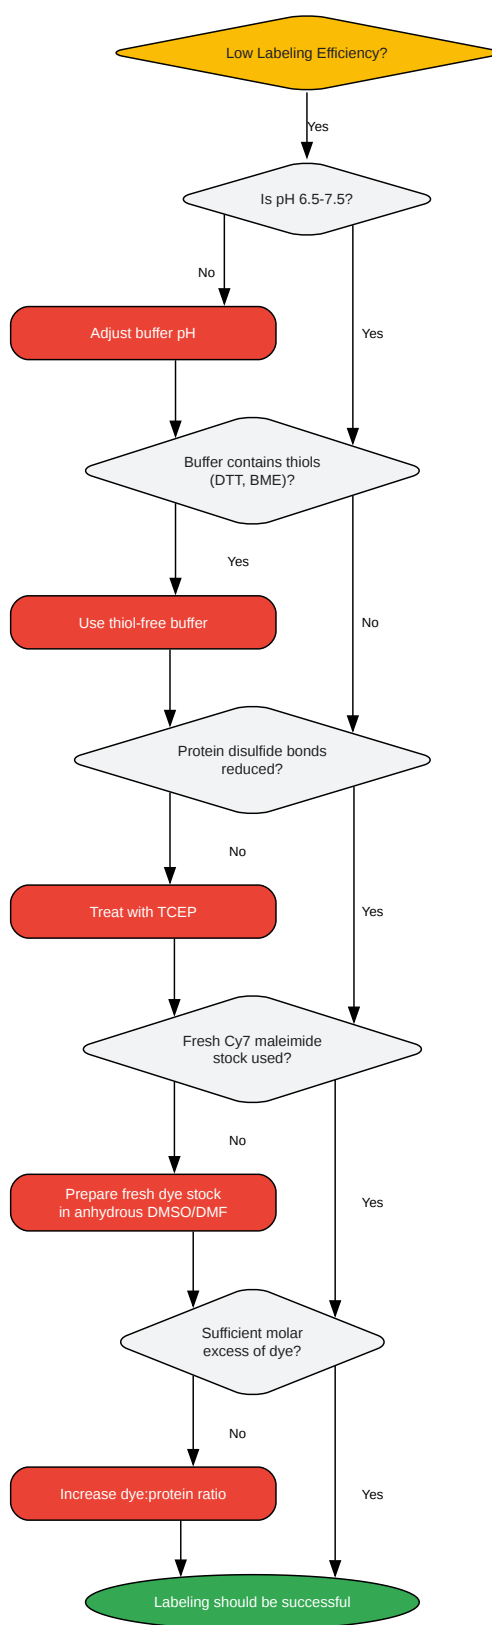 Low Labeling Efficiency?
Yes
Is pH 6.5-7.5?
No
Adjust buffer pH
Yes
Buffer contains thiols
(DTT, BME)?
Yes
Use thiol-free buffer
No
Protein disulfide bonds
reduced?
No
Treat with TCEP
Yes
Fresh Cy7 maleimide
stock used?
No
Prepare fresh dye stock
in anhydrous DMSO/DMF
Yes
Sufficient molar
excess of dye?
No
Increase dye:protein ratio
Yes
Labeling should be successful